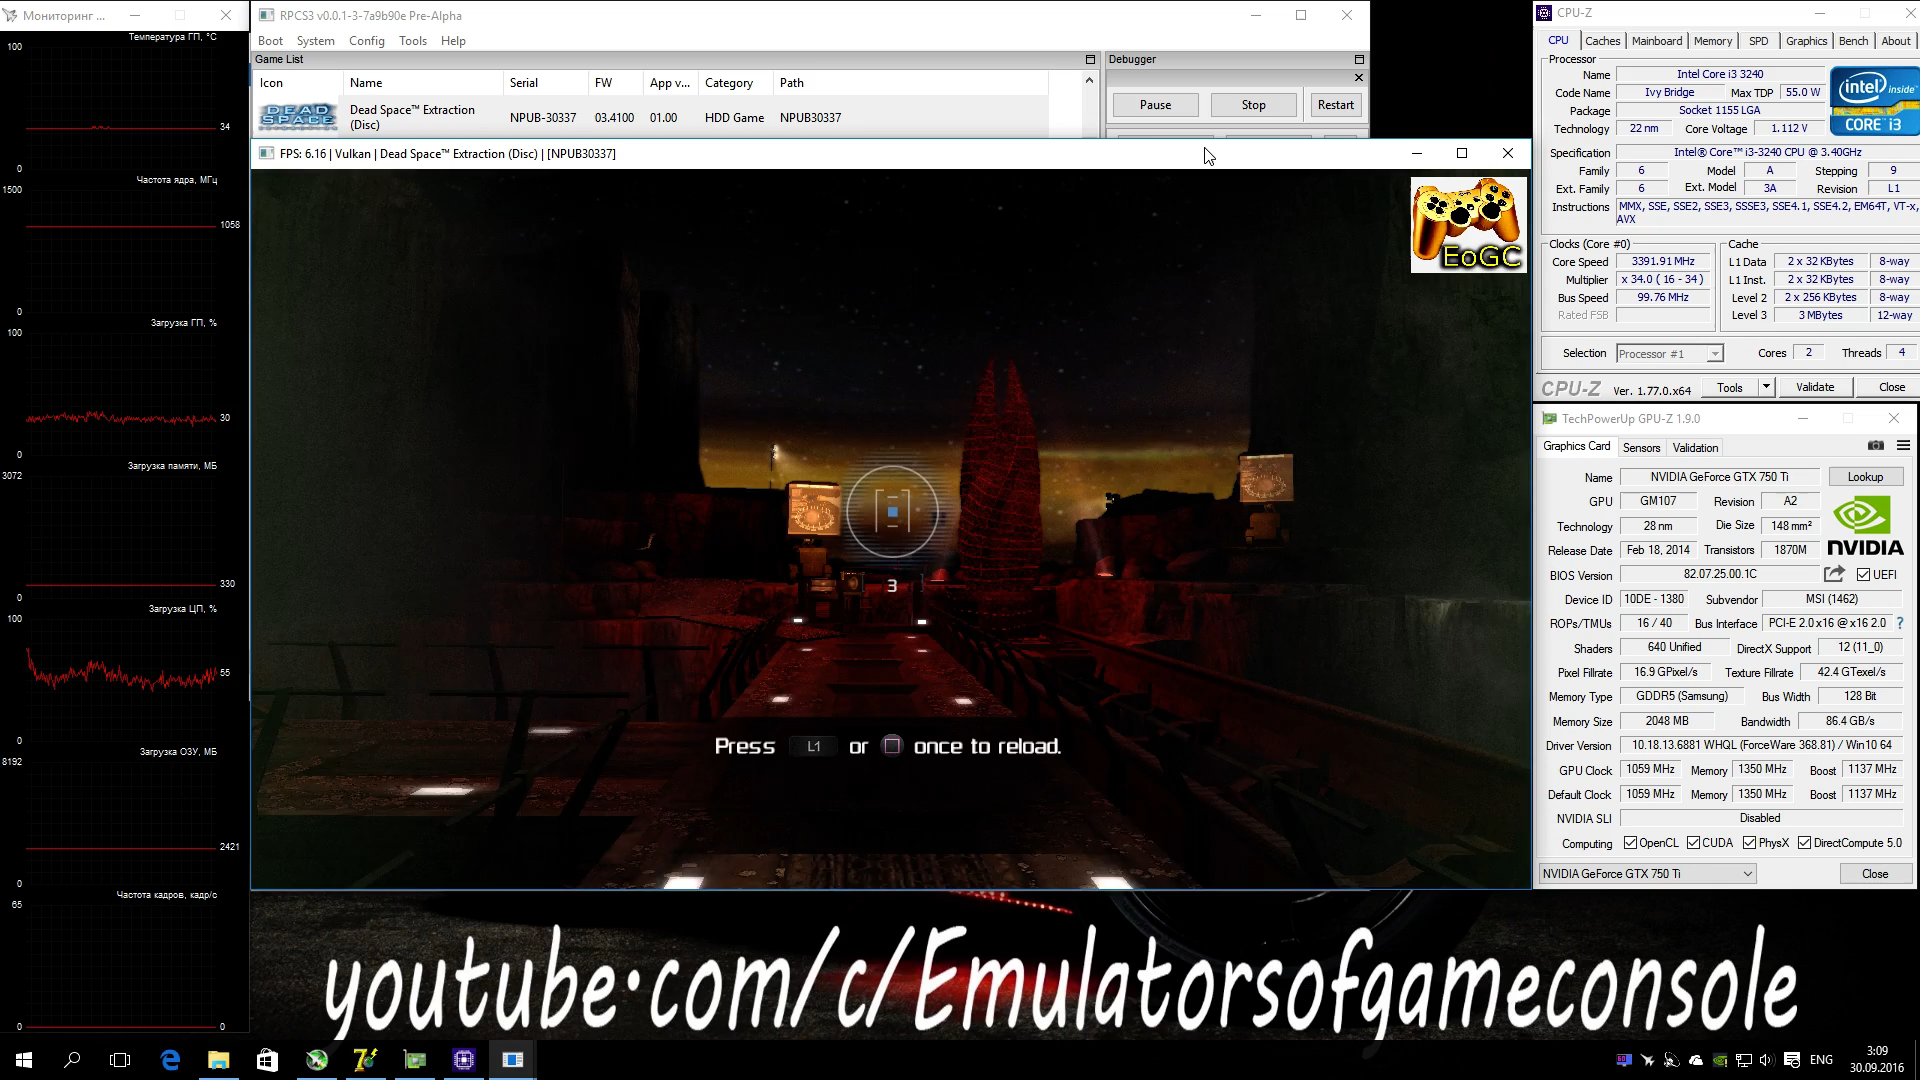 Мониторинг ...
Температура ГП, °C
100
34
0
Частота ядра, МГц
1500
1058
0
Загрузка ГП, %
100
30
0
Загрузка памяти, МБ
3072
330
0
Загрузка ЦП, %
100
55
0
Загрузка ОЗУ, МБ
8192
2421
0
Частота кадров, кадр/с
65
0
0
RPCS3 v0.0.1-3-7a9b90e Pre-Alpha
Boot System Config Tools Help
Game List
Icon Name Serial FW App v... Category Path
DEAD SPACE
Dead Space™ Extraction (Disc) NPUB-30337 03.4100 01.00 HDD Game NPUB30337
Debugger
Pause Stop Restart
FPS: 6.16 | Vulkan | Dead Space™ Extraction (Disc) | [NPUB30337]
EoGC
3
Press L1 or once to reload.
CPU-Z
CPU Caches Mainboard Memory SPD Graphics Bench About
Processor
Name Intel Core i3 3240
Code Name Ivy Bridge Max TDP 55.0 W
Package Socket 1155 LGA
Technology 22 nm Core Voltage 1.112 V
intel inside™
CORE i3
Specification Intel® Core™ i3-3240 CPU @ 3.40GHz
Family 6 Model A Stepping 9
Ext. Family 6 Ext. Model 3A Revision L1
Instructions MMX, SSE, SSE2, SSE3, SSSE3, SSE4.1, SSE4.2, EM64T, VT-x,
AVX
Clocks (Core #0) Cache
Core Speed 3391.91 MHz L1 Data 2 x 32 KBytes 8-way
Multiplier x 34.0 ( 16 - 34 ) L1 Inst. 2 x 32 KBytes 8-way
Bus Speed 99.76 MHz Level 2 2 x 256 KBytes 8-way
Rated FSB Level 3 3 MBytes 12-way
Selection Processor #1 Cores 2 Threads 4
CPU-Z Ver. 1.77.0.x64 Tools Validate Close
TechPowerUp GPU-Z 1.9.0
Graphics Card Sensors Validation
Name NVIDIA GeForce GTX 750 Ti Lookup
GPU GM107 Revision A2
Technology 28 nm Die Size 148 mm²
Release Date Feb 18, 2014 Transistors 1870M
NVIDIA
BIOS Version 82.07.25.00.1C UEFI
Device ID 10DE - 1380 Subvendor MSI (1462)
ROPs/TMUs 16 / 40 Bus Interface PCI-E 2.0 x16 @ x16 2.0 ?
Shaders 640 Unified DirectX Support 12 (11_0)
Pixel Fillrate 16.9 GPixel/s Texture Fillrate 42.4 GTexel/s
Memory Type GDDR5 (Samsung) Bus Width 128 Bit
Memory Size 2048 MB Bandwidth 86.4 GB/s
Driver Version 10.18.13.6881 WHQL (ForceWare 368.81) / Win10 64
GPU Clock 1059 MHz Memory 1350 MHz Boost 1137 MHz
Default Clock 1059 MHz Memory 1350 MHz Boost 1137 MHz
NVIDIA SLI Disabled
Computing OpenCL CUDA PhysX DirectCompute 5.0
NVIDIA GeForce GTX 750 Ti Close
youtube.com/c/Emulatorsofgameconsole
ENG
3:09
30.09.2016